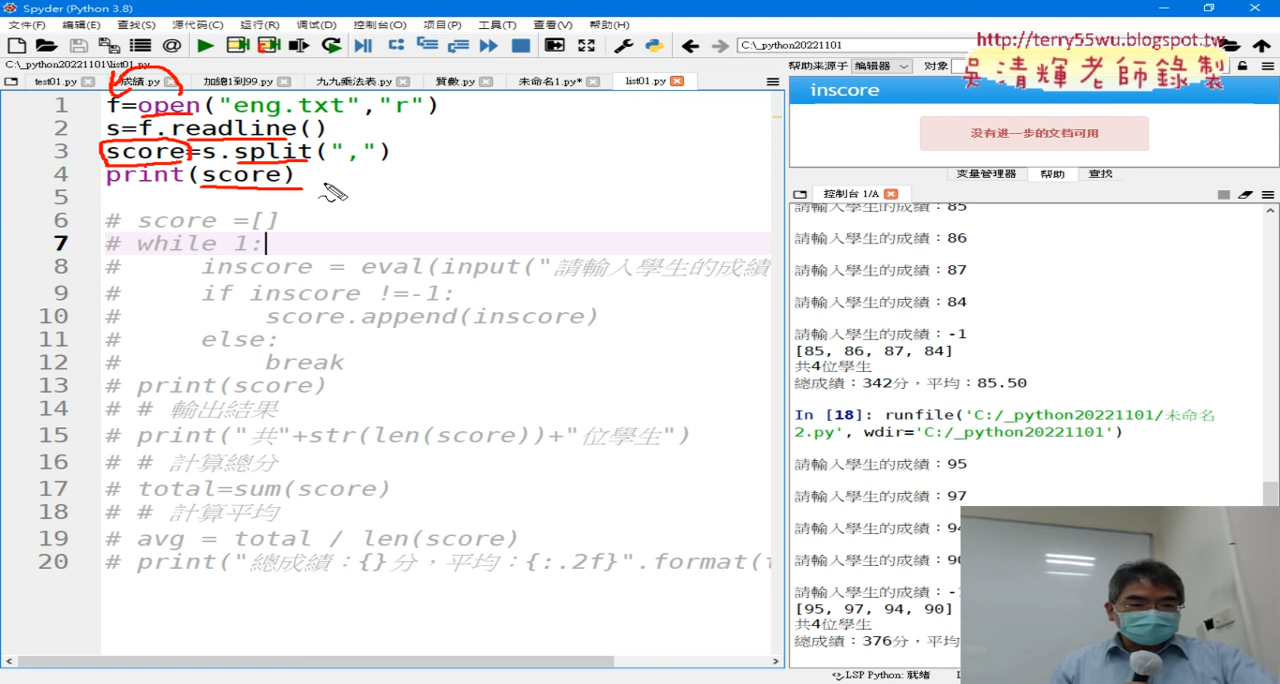 Spyder (Python 3.8)
文件(F) 编辑(E) 查找(S) 源代码(C) 运行(R) 调试(D) 控制台(O) 项目(P) 工具(T) 查看(V) 帮助(H)
C:\_python20221101
http://terry55wu.blogspot.tw
吳清輝老師錄製
C:\_python20221101\list01.py
test01.py 成績.py 加總1到99.py 九九乘法表.py 質數.py 未命名1.py* list01.py
帮助来源于 编辑器 对象
inscore
没有进一步的文档可用
变量管理器 帮助 查找
控制台 1/A
1 f=open("eng.txt","r")
2 s=f.readline()
3 score=s.split(",")
4 print(score)
5
6 # score =[]
7 # while 1:
8 # inscore = eval(input("請輸入學生的成績
9 # if inscore !=-1:
10 # score.append(inscore)
11 # else:
12 # break
13 # print(score)
14 # # 輸出結果
15 # print("共"+str(len(score))+"位學生")
16 # # 計算總分
17 # total=sum(score)
18 # # 計算平均
19 # avg = total / len(score)
20 # print("總成績：{}分，平均：{:.2f}".format(t
請輸入學生的成績：85
請輸入學生的成績：86
請輸入學生的成績：87
請輸入學生的成績：84
請輸入學生的成績：-1
[85, 86, 87, 84]
共4位學生
總成績：342分，平均：85.50
In [18]: runfile('C:/_python20221101/未命名
2.py', wdir='C:/_python20221101')
請輸入學生的成績：95
請輸入學生的成績：97
請輸入學生的成績：94
請輸入學生的成績：90
請輸入學生的成績：-1
[95, 97, 94, 90]
共4位學生
總成績：376分，平均
LSP Python: 就绪